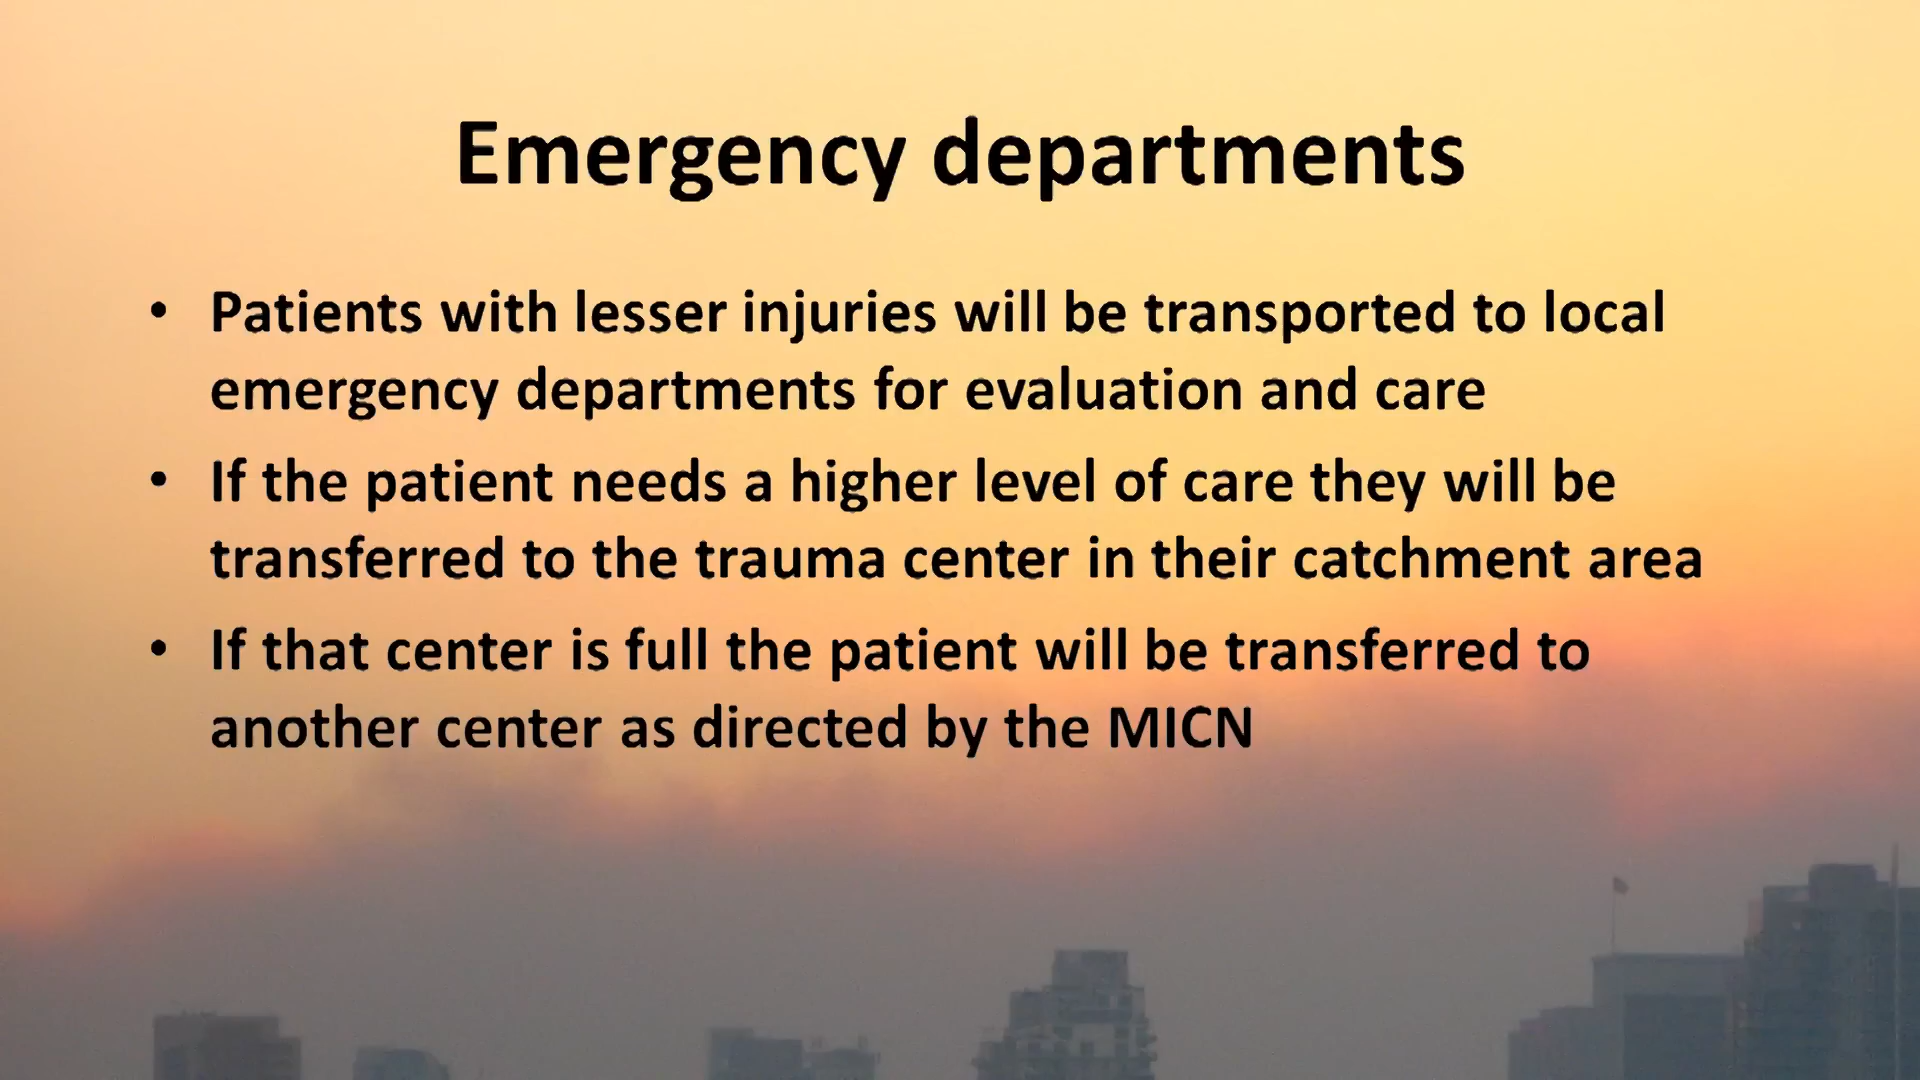 Emergency departments
• Patients with lesser injuries will be transported to local
emergency departments for evaluation and care
• If the patient needs a higher level of care they will be
transferred to the trauma center in their catchment area
• If that center is full the patient will be transferred to
another center as directed by the MICN